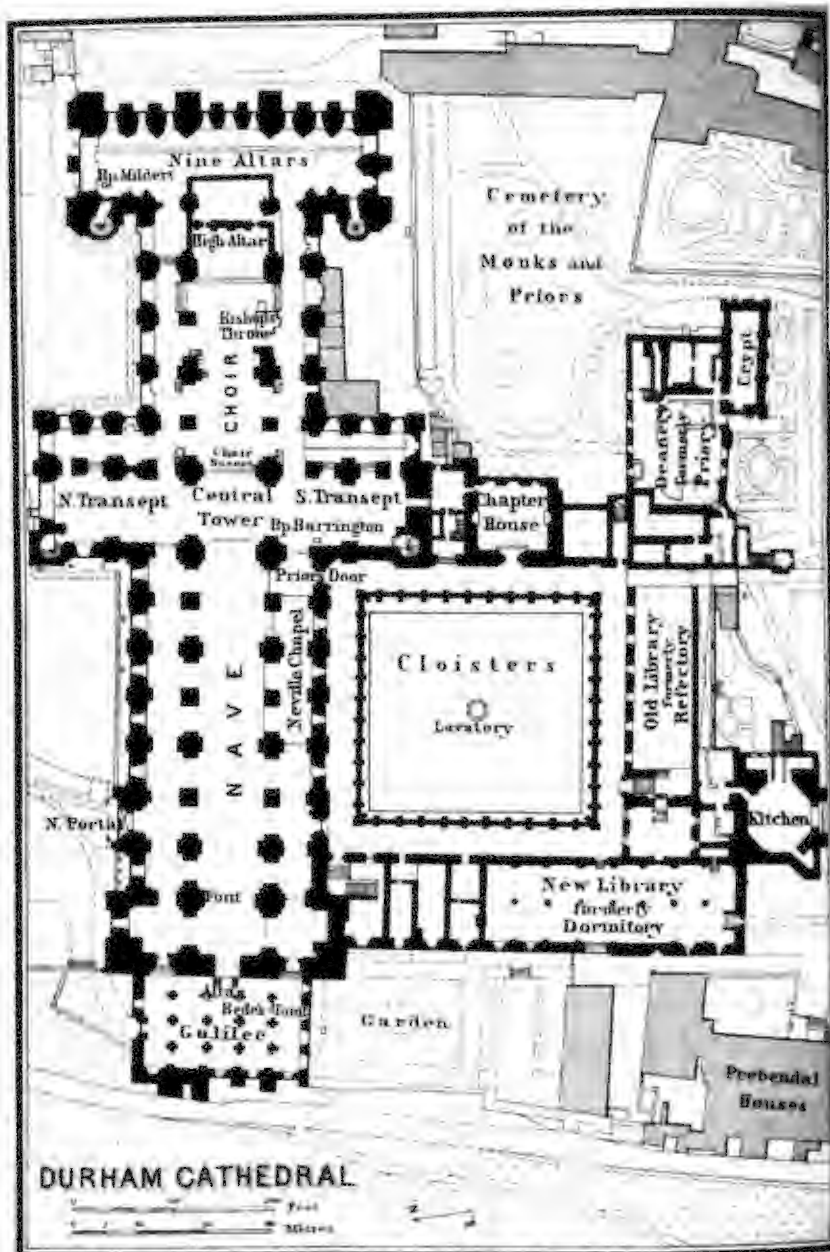 Nine Altars
Bp. Mildert
High Altar
Bishop's
Throne
CHOIR
Choir
Screen
N. Transept
Central
Tower
S. Transept
Bp. Barrington
Priors Door
NAVE
Neville Chapel
N. Portal
Font
Altar
Bede's Tomb
Galilee
Cemetery
of the
Monks and
Priors
Crypt
Deanery
formerly
Priory
Chapter
House
Cloisters
Lavatory
Old Library
formerly
Refectory
Kitchen
New Library
formerly
Dormitory
Garden
Prebendal
Houses
DURHAM CATHEDRAL
Feet
Metres